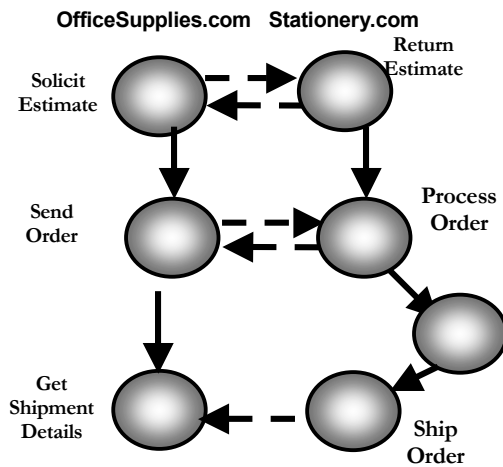 OfficeSupplies.com Stationery.com
Solicit
Estimate
Return
Estimate
Send
Order
Process
Order
Get
Shipment
Details
Ship
Order